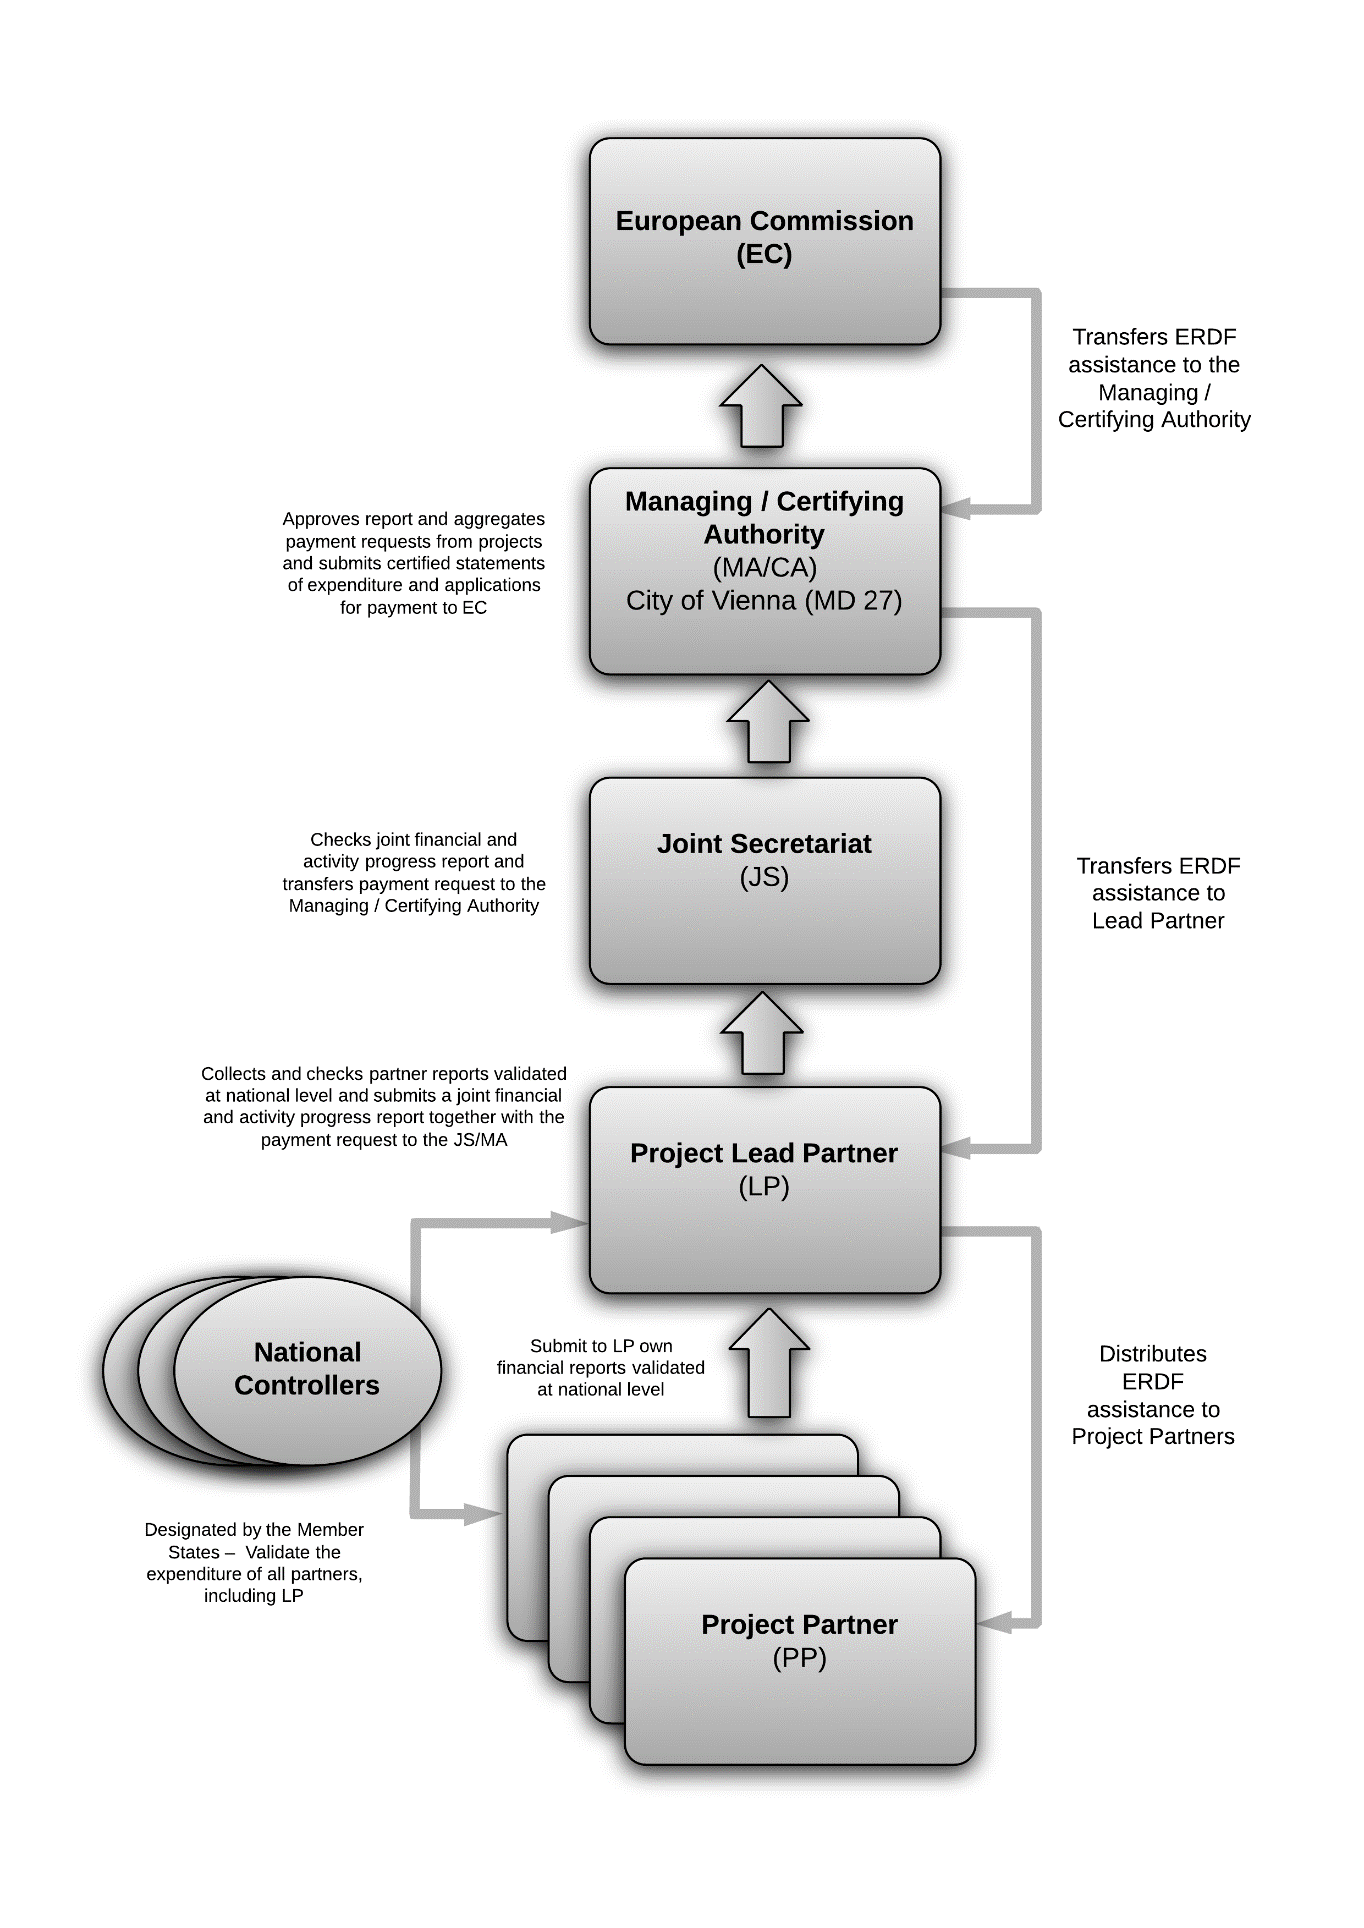 European Commission
(EC)
Transfers ERDF
assistance to the
Managing /
Certifying Authority
Managing / Certifying
Authority
(MA/CA)
City of Vienna (MD 27)
Approves report and aggregates
payment requests from projects
and submits certified statements
of expenditure and applications
for payment to EC
Joint Secretariat
(JS)
Checks joint financial and
activity progress report and
transfers payment request to the
Managing / Certifying Authority
Transfers ERDF
assistance to
Lead Partner
Collects and checks partner reports validated
at national level and submits a joint financial
and activity progress report together with the
payment request to the JS/MA
Project Lead Partner
(LP)
National
Controllers
Submit to LP own
financial reports validated
at national level
Distributes
ERDF
assistance to
Project Partners
Designated by the Member
States –  Validate the
expenditure of all partners,
including LP
Project Partner
(PP)